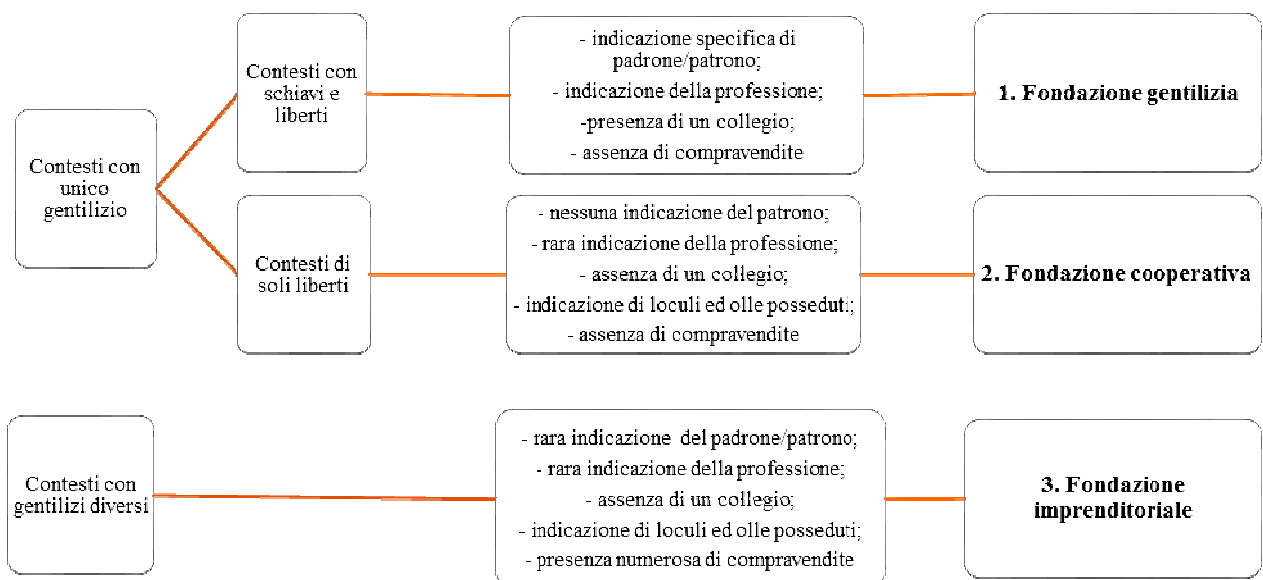 Contesti con
unico
gentilizio
Contesti con
schiavi e
liberti
- indicazione specifica di
padrone/patrono;
- indicazione della professione;
-presenza di un collegio;
- assenza di compravendite
1. Fondazione gentilizia
Contesti di
soli liberti
- nessuna indicazione del patrono;
- rara indicazione della professione;
- assenza di un collegio;
- indicazione di loculi ed olle posseduti;
- assenza di compravendite
2. Fondazione cooperativa
Contesti con
gentilizi diversi
- rara indicazione del padrone/patrono;
- rara indicazione della professione;
- assenza di un collegio;
- indicazione di loculi ed olle posseduti;
- presenza numerosa di compravendite
3. Fondazione
imprenditoriale